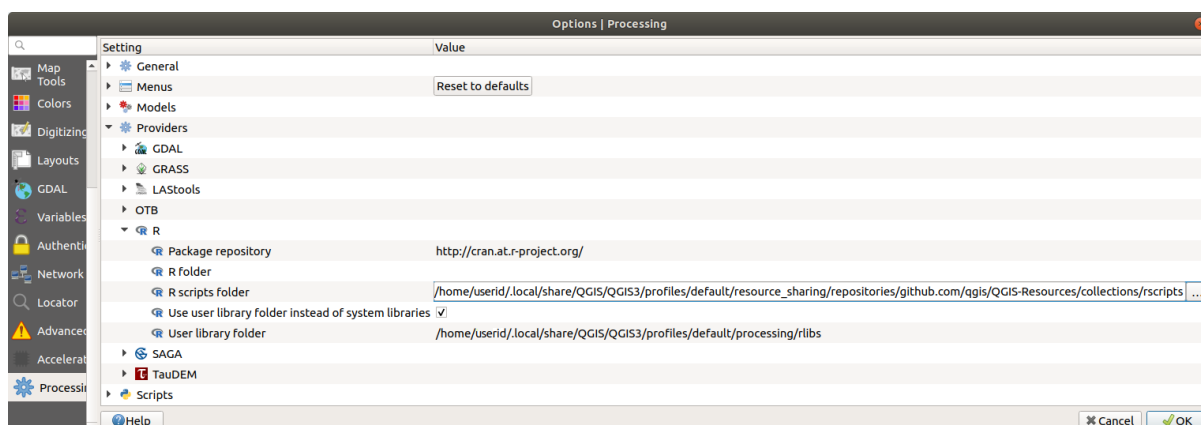 Options | Processing
Setting Value
Map Tools
General
Menus Reset to defaults
Colors
Models
Digitizing
Providers
GDAL
Layouts
GRASS
GDAL
LAStools
Variables
OTB
R
Authenti
Package repository http://cran.at.r-project.org/
Network
R folder
Locator
R scripts folder /home/userid/.local/share/QGIS/QGIS3/profiles/default/resource_sharing/repositories/github.com/qgis/QGIS-Resources/collections/rscripts ...
Use user library folder instead of system libraries
Advanced
User library folder /home/userid/.local/share/QGIS/QGIS3/profiles/default/processing/rlibs
Accelerat
SAGA
TauDEM
Processin
Scripts
Help Cancel OK